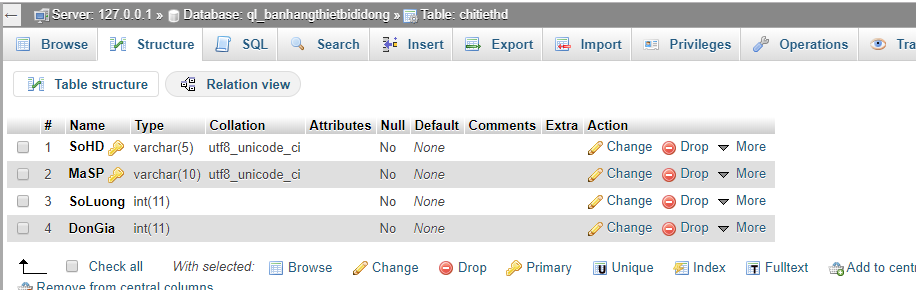 Server: 127.0.0.1 » Database: ql_banhangthietbididong » Table: chitiethd
Browse Structure SQL Search Insert Export Import Privileges Operations Tra
Table structure Relation view
# Name Type Collation Attributes Null Default Comments Extra Action
1 SoHD varchar(5) utf8_unicode_ci No None Change Drop More
2 MaSP varchar(10) utf8_unicode_ci No None Change Drop More
3 SoLuong int(11) No None Change Drop More
4 DonGia int(11) No None Change Drop More
Check all With selected: Browse Change Drop Primary Unique Index Fulltext Add to centr
Remove from central columns